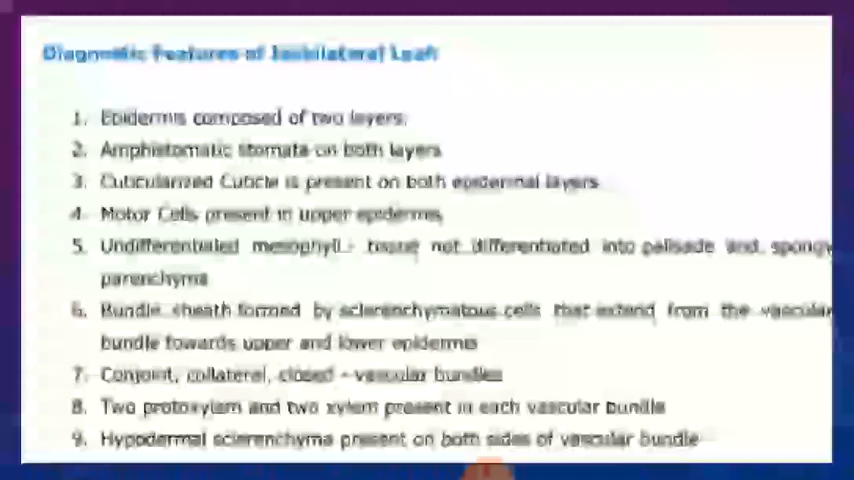 Diagnostic Features of Isobilateral Leaf:
1. Epidermis composed of two layers.
2. Amphistomatic stomata on both layers
3. Cuticularized Cuticle is present on both epidermal layers
4. Motor Cells present in upper epidermis
5. Undifferentiated mesophyll - tissue not differentiated into palisade and spongy
parenchyma
6. Bundle sheath formed by sclerenchymatous cells that extend from the vascular
bundle towards upper and lower epidermis
7. Conjoint, collateral, closed - vascular bundles
8. Two protoxylem and two xylem present in each vascular bundle
9. Hypodermal sclerenchyma present on both sides of vascular bundle